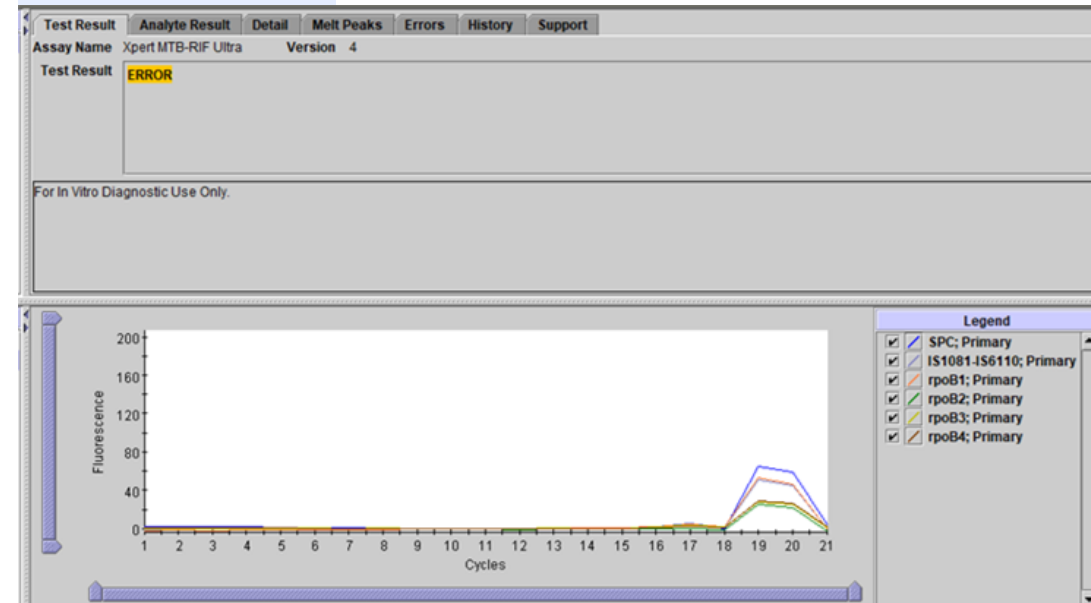 Test Result Analyte Result Detail Melt Peaks Errors History Support
Assay Name Xpert MTB-RIF Ultra Version 4
Test Result ERROR
For In Vitro Diagnostic Use Only.
200
160
120
80
40
0
Fluorescence
1 2 3 4 5 6 7 8 9 10 11 12 13 14 15 16 17 18 19 20 21
Cycles
Legend
SPC; Primary
IS1081-IS6110; Primary
rpoB1; Primary
rpoB2; Primary
rpoB3; Primary
rpoB4; Primary